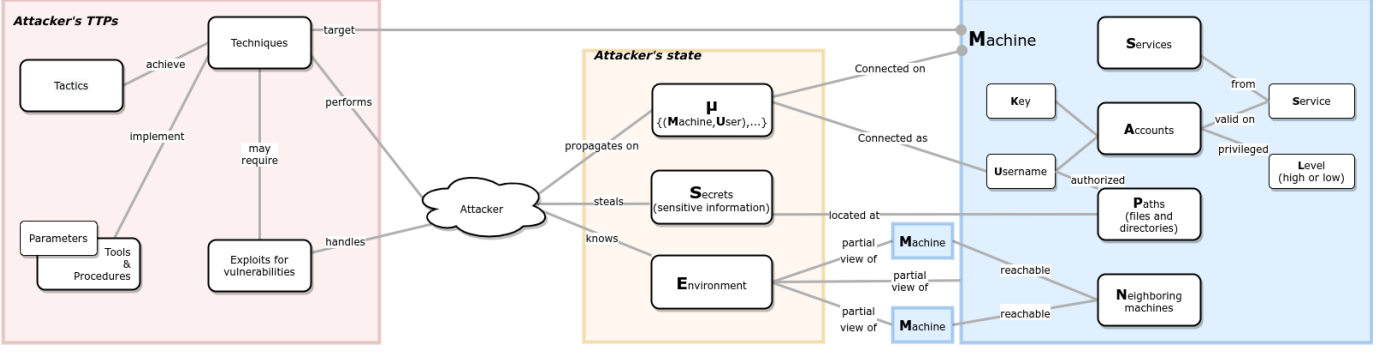 Attacker's TTPs
Techniques
target
Tactics
achieve
performs
implement
may
require
Parameters
Tools
&
Procedures
Exploits for
vulnerabilities
handles
Attacker
Attacker's state
propagates on
steals
knows
µ
{(Machine,User),...}
Secrets
(sensitive information)
Environment
Connected on
Connected as
located at
partial
view of
Machine
partial
view of
partial
view of
Machine
reachable
reachable
Machine
Services
Key
Accounts
Username
from
valid on
Service
privileged
Level
(high or low)
authorized
Paths
(files and
directories)
Neighboring
machines